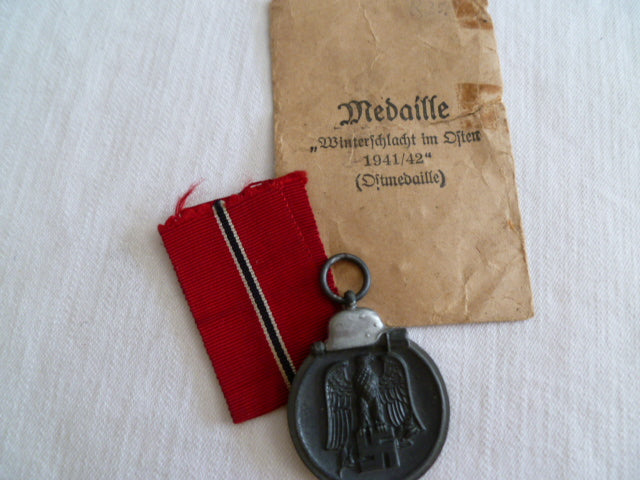 Medaille
„Winterschlacht im Osten
1941/42“
(Ostmedaille)